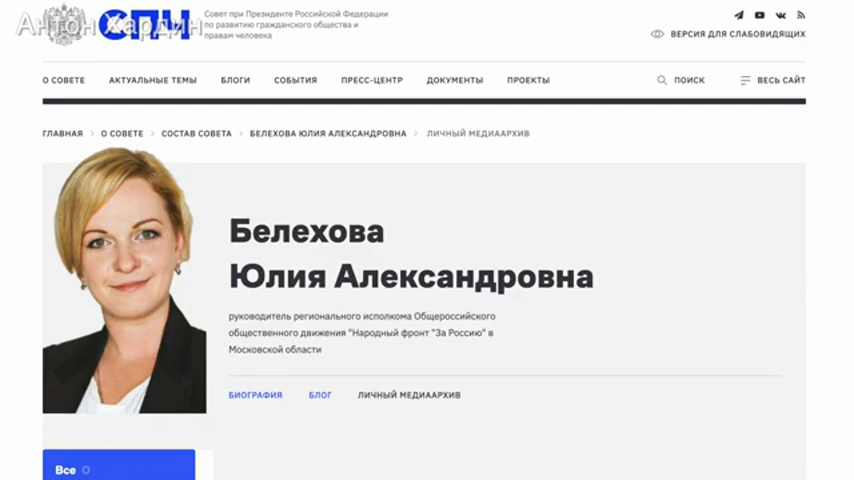 Антон Хардин
СПЧ
Совет при Президенте Российской Федерации
по развитию гражданского общества и
правам человека
ВЕРСИЯ ДЛЯ СЛАБОВИДЯЩИХ
О СОВЕТЕ АКТУАЛЬНЫЕ ТЕМЫ БЛОГИ СОБЫТИЯ ПРЕСС-ЦЕНТР ДОКУМЕНТЫ ПРОЕКТЫ ПОИСК ВЕСЬ САЙТ
ГЛАВНАЯ > О СОВЕТЕ > СОСТАВ СОВЕТА > БЕЛЕХОВА ЮЛИЯ АЛЕКСАНДРОВНА > ЛИЧНЫЙ МЕДИААРХИВ
Белехова
Юлия Александровна
руководитель регионального исполкома Общероссийского
общественного движения "Народный фронт "За Россию" в
Московской области
БИОГРАФИЯ БЛОГ ЛИЧНЫЙ МЕДИААРХИВ
Все 0